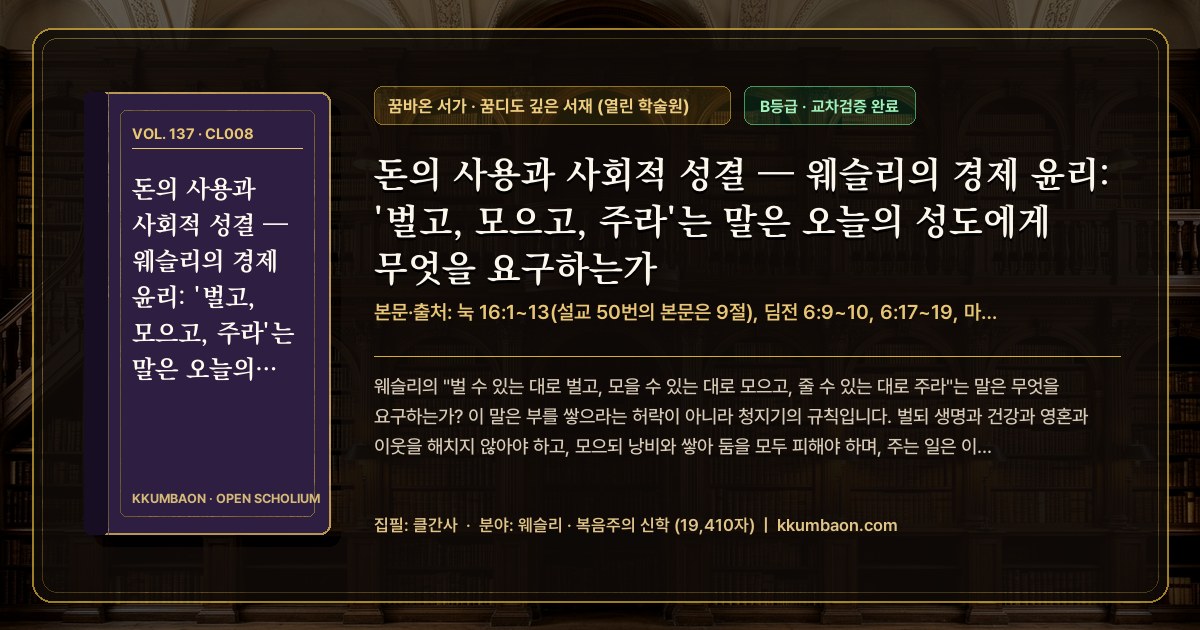 VOL. 137 · CL008
돈의 사용과
사회적 성결 —
웨슬리의 경제
윤리: '벌고,
모으고, 주라'는
말은 오늘의…
KKUMBAON · OPEN SCHOLIUM
꿈바온 서가 · 꿈디도 깊은 서재 (열린 학술원)
B등급 · 교차검증 완료
돈의 사용과 사회적 성결 — 웨슬리의 경제 윤리:
'벌고, 모으고, 주라'는 말은 오늘의 성도에게
무엇을 요구하는가
본문·출처: 눅 16:1~13(설교 50번의 본문은 9절), 딤전 6:9~10, 6:17~19, 마...
웨슬리의 "벌 수 있는 대로 벌고, 모을 수 있는 대로 모으고, 줄 수 있는 대로 주라"는 말은 무엇을
요구하는가? 이 말은 부를 쌓으라는 허락이 아니라 청지기의 규칙입니다. 벌되 생명과 건강과 영혼과
이웃을 해치지 않아야 하고, 모으되 낭비와 쌓아 둠을 모두 피해야 하며, 주는 일은 이...
집필: 클간사 · 분야: 웨슬리 · 복음주의 신학 (19,410자) | kkumbaon.com